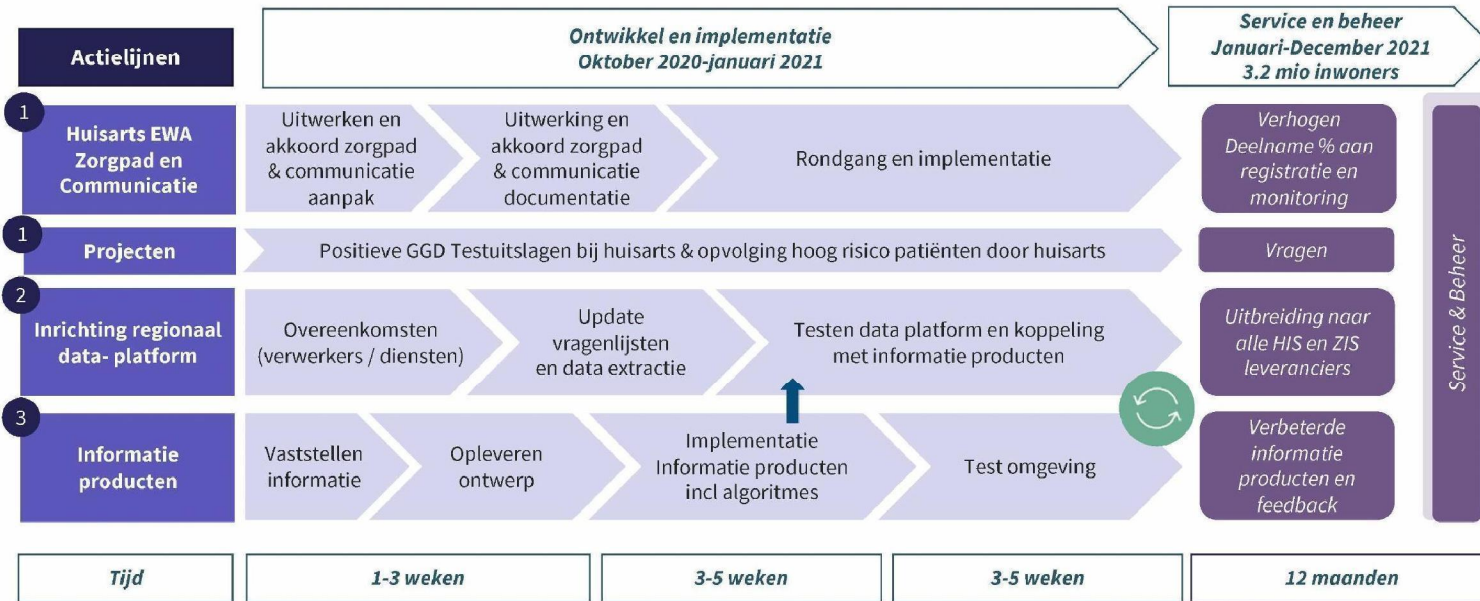 Actielijnen
Ontwikkel en implementatie
Oktober 2020-januari 2021
Service en beheer
Januari-December 2021
3.2 mio inwoners
1
Huisarts EWA
Zorgpad en
Communicatie
Uitwerken en
akkoord zorgpad
& communicatie
aanpak
Uitwerking en
akkoord zorgpad
& communicatie
documentatie
Rondgang en implementatie
Verhogen
Deelname % aan
registratie en
monitoring
1
Projecten
Positieve GGD Testuitslagen bij huisarts & opvolging hoog risico patiënten door huisarts
Vragen
2
Inrichting regionaal
data- platform
Overeenkomsten
(verwerkers / diensten)
Update
vragenlijsten
en data extractie
Testen data platform en koppeling
met informatie producten
Uitbreiding naar
alle HIS en ZIS
leveranciers
3
Informatie
producten
Vaststellen
informatie
Opleveren
ontwerp
Implementatie
Informatie producten
incl algoritmes
Test omgeving
Verbeterde
informatie
producten en
feedback
Service & Beheer
Tijd
1-3 weken
3-5 weken
3-5 weken
12 maanden